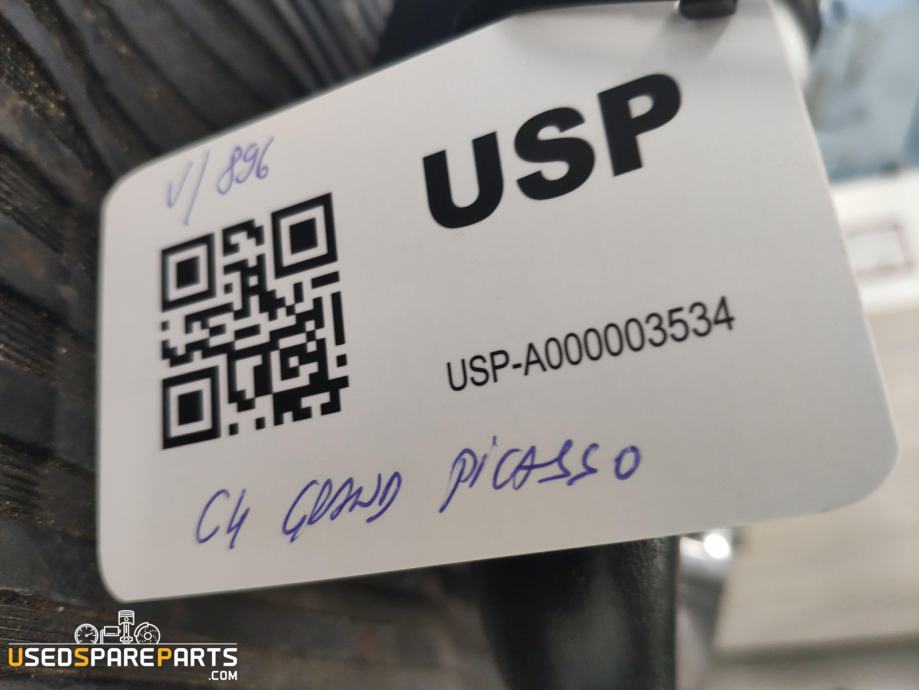 V/896
USP
USP-A000003534
C4 GRAND PICASSO
USEDSPAREPARTS
.COM